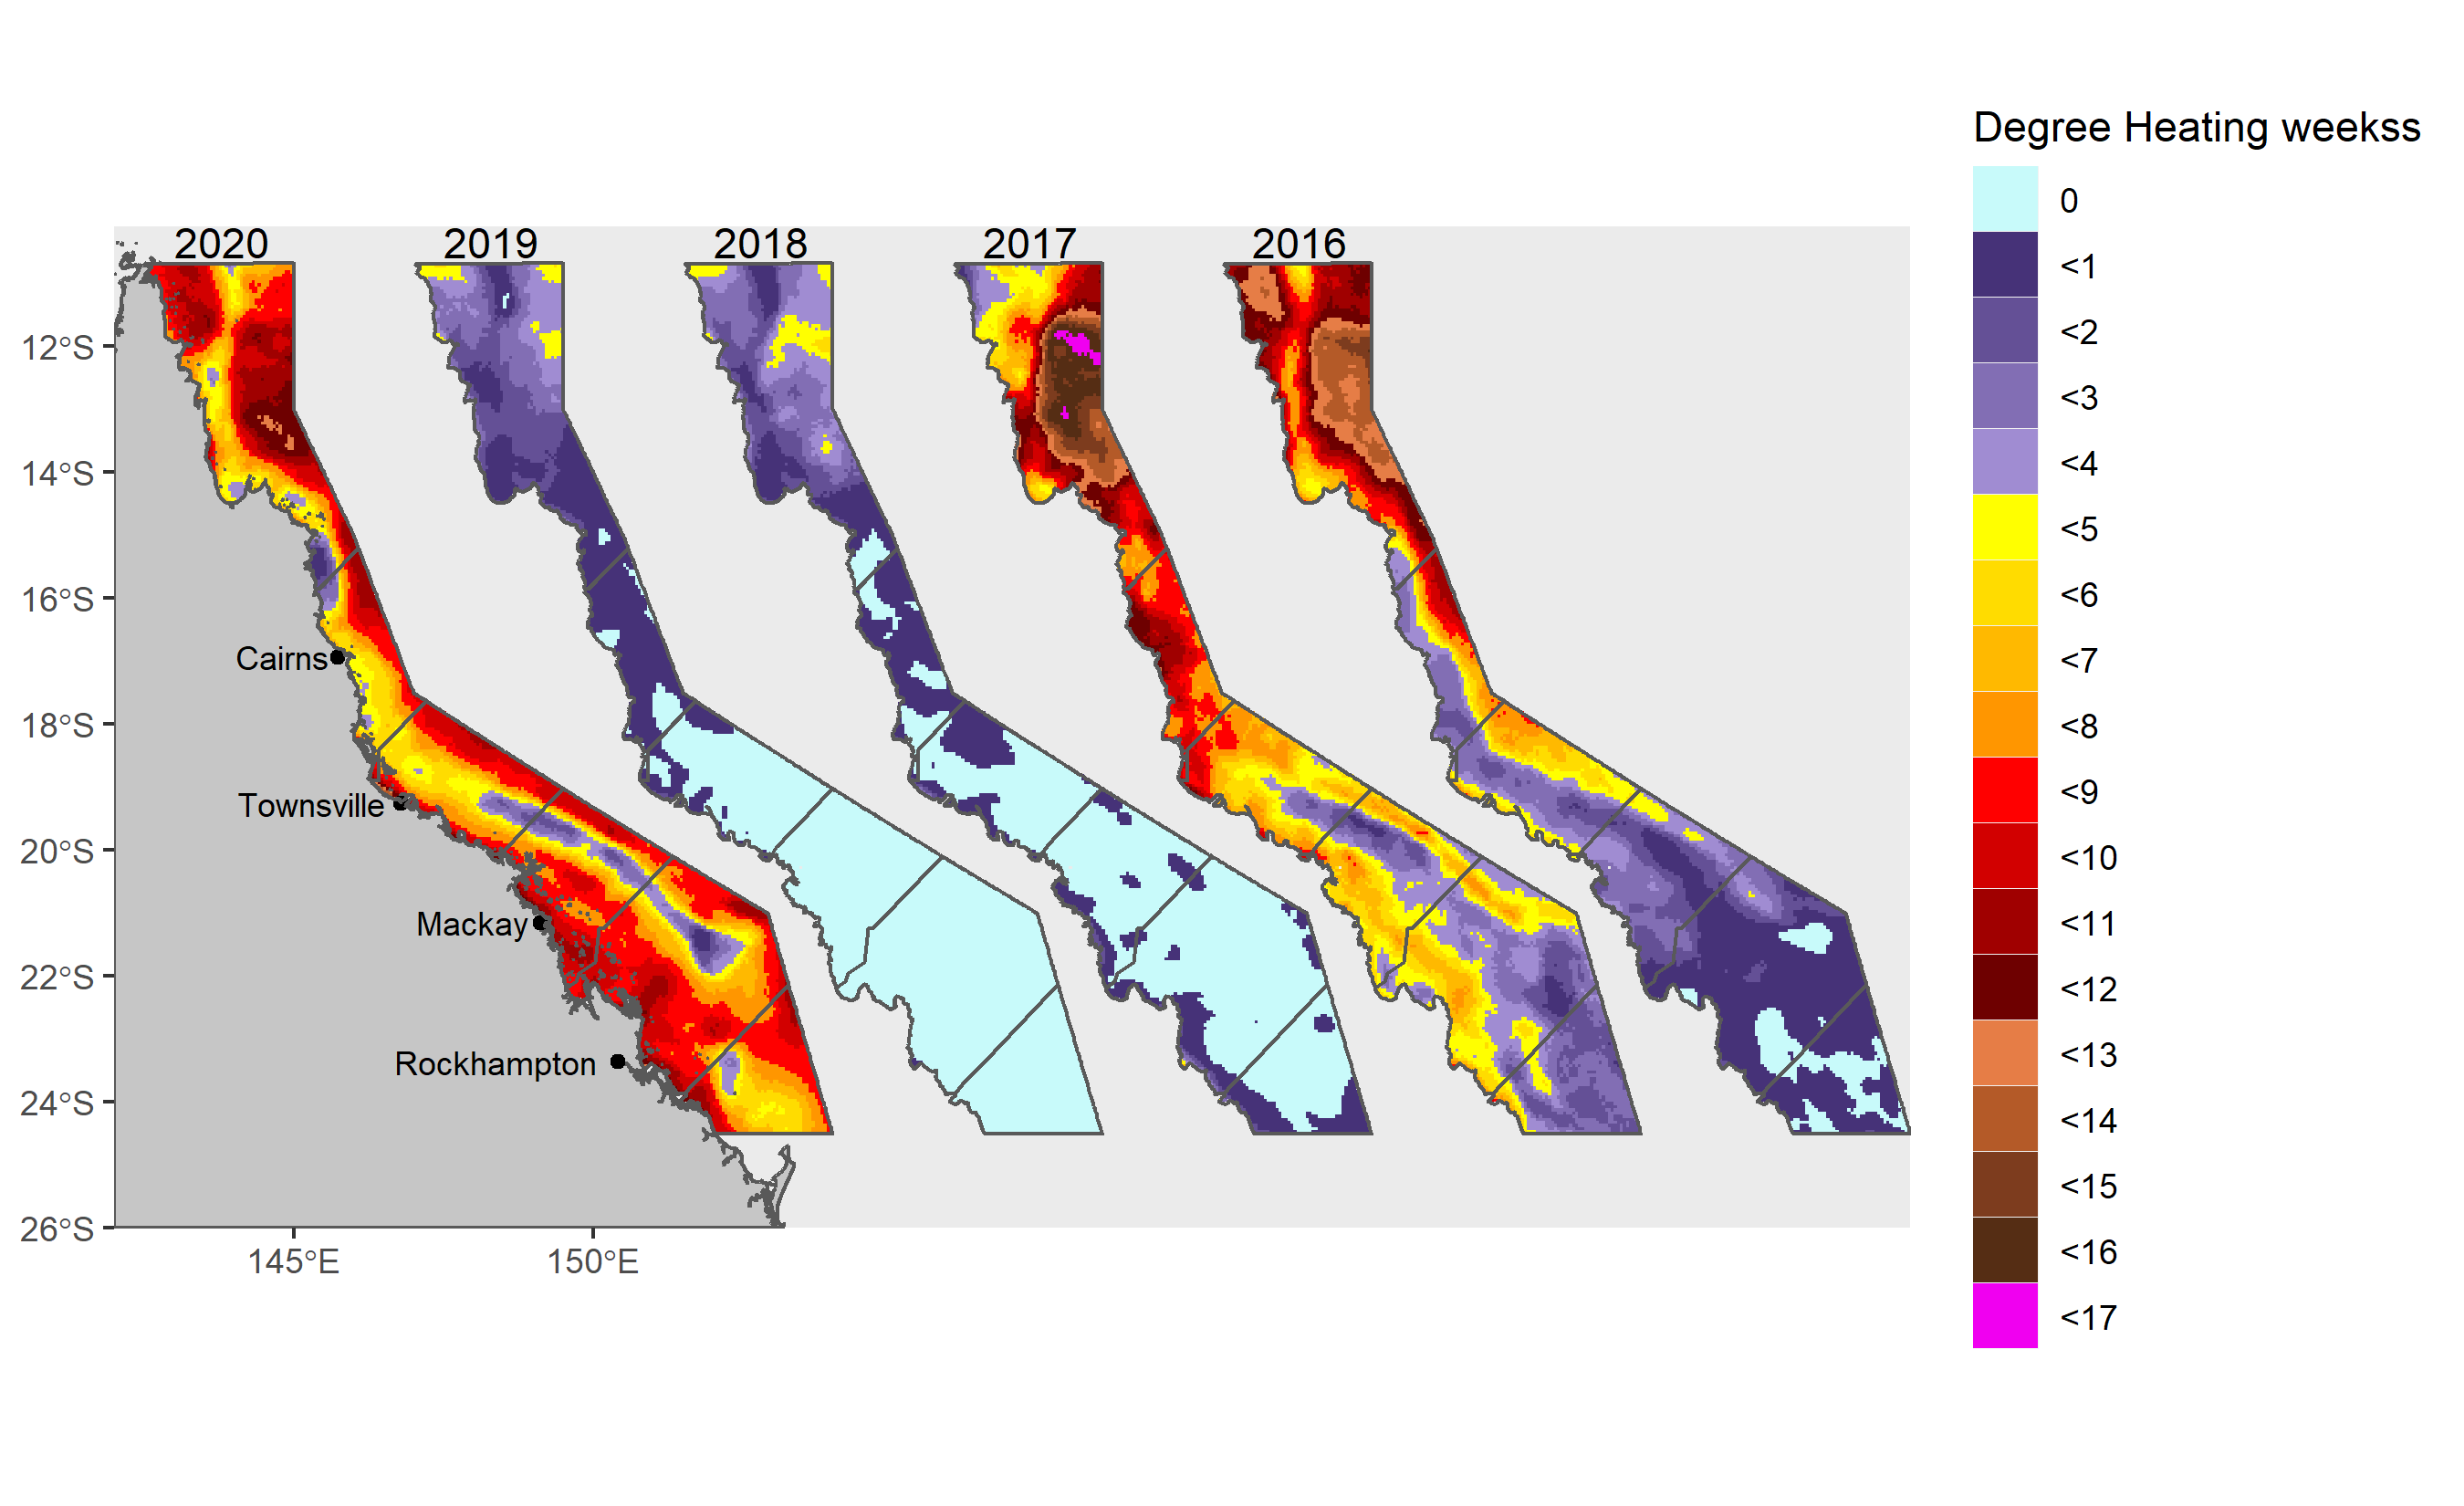 Degree Heating weekss
0
<1
<2
<3
<4
<5
<6
<7
<8
<9
<10
<11
<12
<13
<14
<15
<16
<17
2020 2019 2018 2017 2016
12°S
14°S
16°S
Cairns
18°S
Townsville
20°S
Mackay
22°S
Rockhampton
24°S
26°S
145°E 150°E